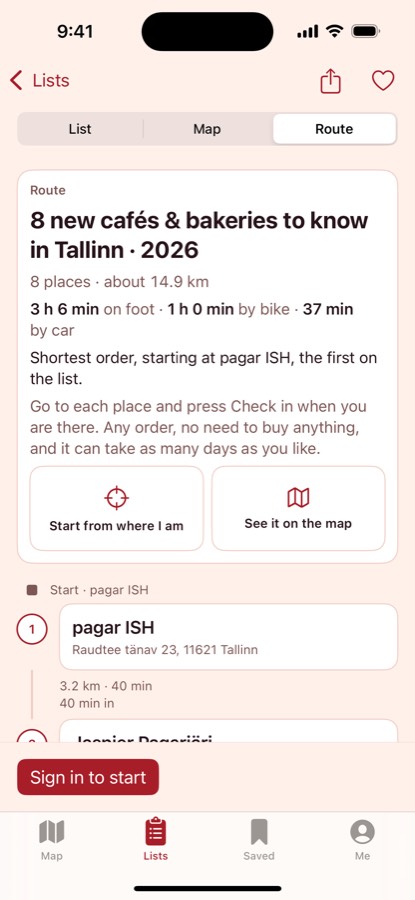 9:41
Lists
List
Map
Route
Route
8 new cafés & bakeries to know
in Tallinn · 2026
8 places · about 14.9 km
3 h 6 min on foot · 1 h 0 min by bike · 37 min
by car
Shortest order, starting at pagar ISH, the first on
the list.
Go to each place and press Check in when you
are there. Any order, no need to buy anything,
and it can take as many days as you like.
Start from where I am
See it on the map
Start · pagar ISH
1
pagar ISH
Raudtee tänav 23, 11621 Tallinn
3.2 km · 40 min
40 min in
Sign in to start
Map
Lists
Saved
Me